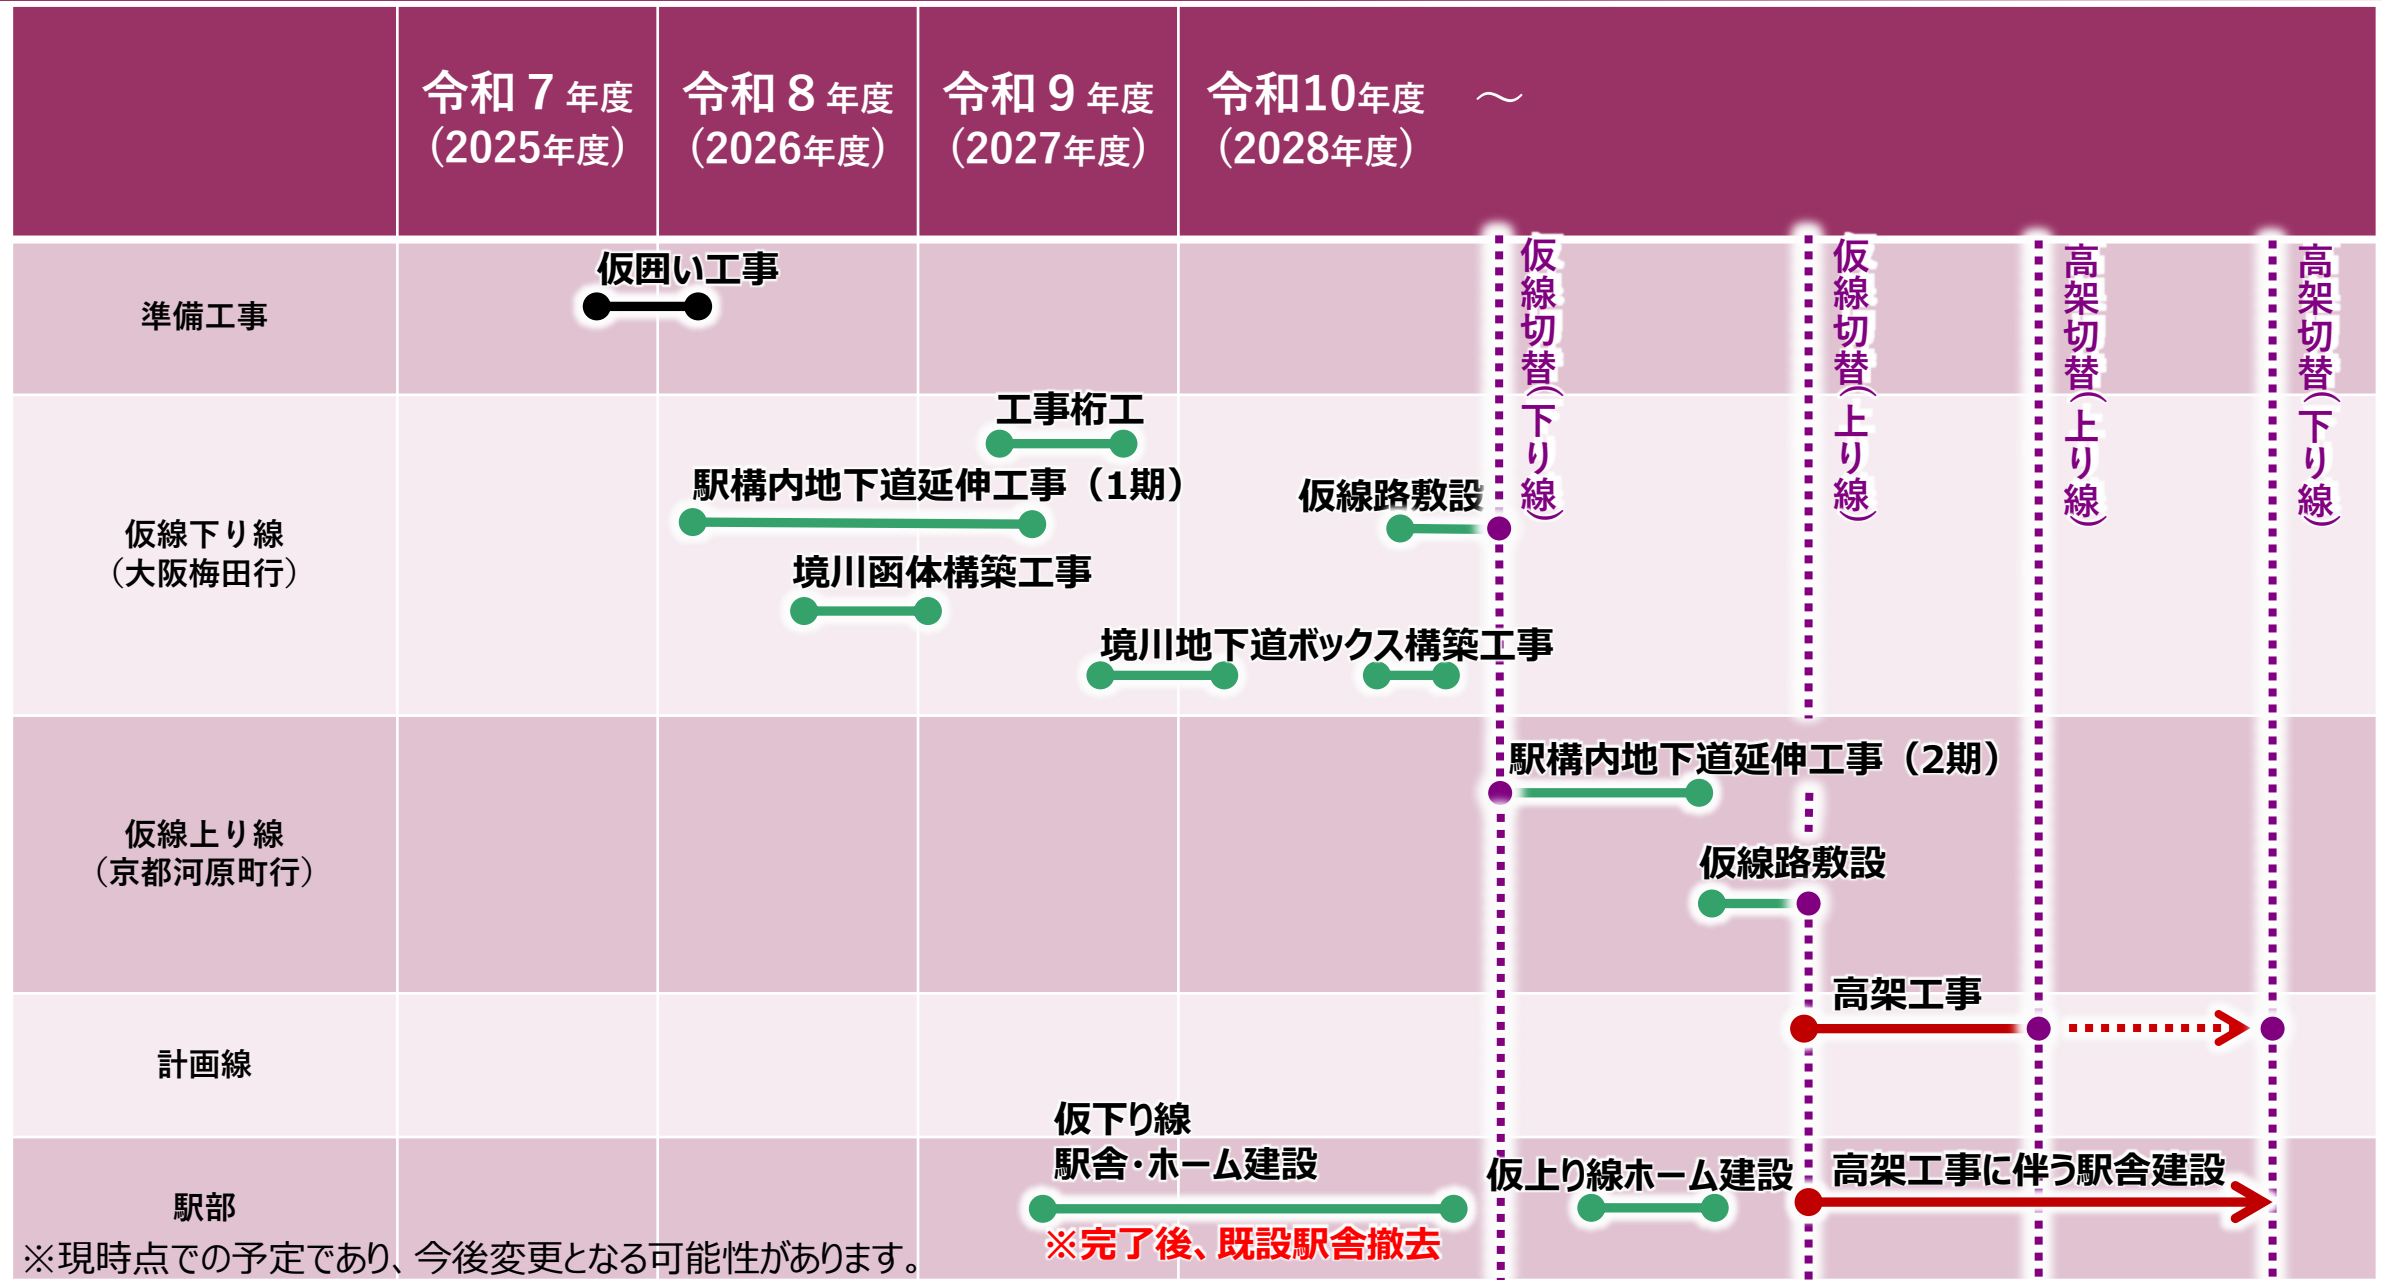 令和７年度
（2025年度）
令和８年度
（2026年度）
令和９年度
（2027年度）
令和10年度　～
（2028年度）
仮線切替（下り線）
仮線切替（上り線）
高架切替（上り線）
高架切替（下り線）
準備工事
仮囲い工事
仮線下り線
（大阪梅田行）
工事桁工
駅構内地下道延伸工事（1期）
仮線路敷設
境川函体構築工事
境川地下道ボックス構築工事
仮線上り線
（京都河原町行）
駅構内地下道延伸工事（2期）
仮線路敷設
計画線
高架工事
駅部
仮下り線
駅舎・ホーム建設
※完了後、既設駅舎撤去
仮上り線ホーム建設
高架工事に伴う駅舎建設
※現時点での予定であり、今後変更となる可能性があります。